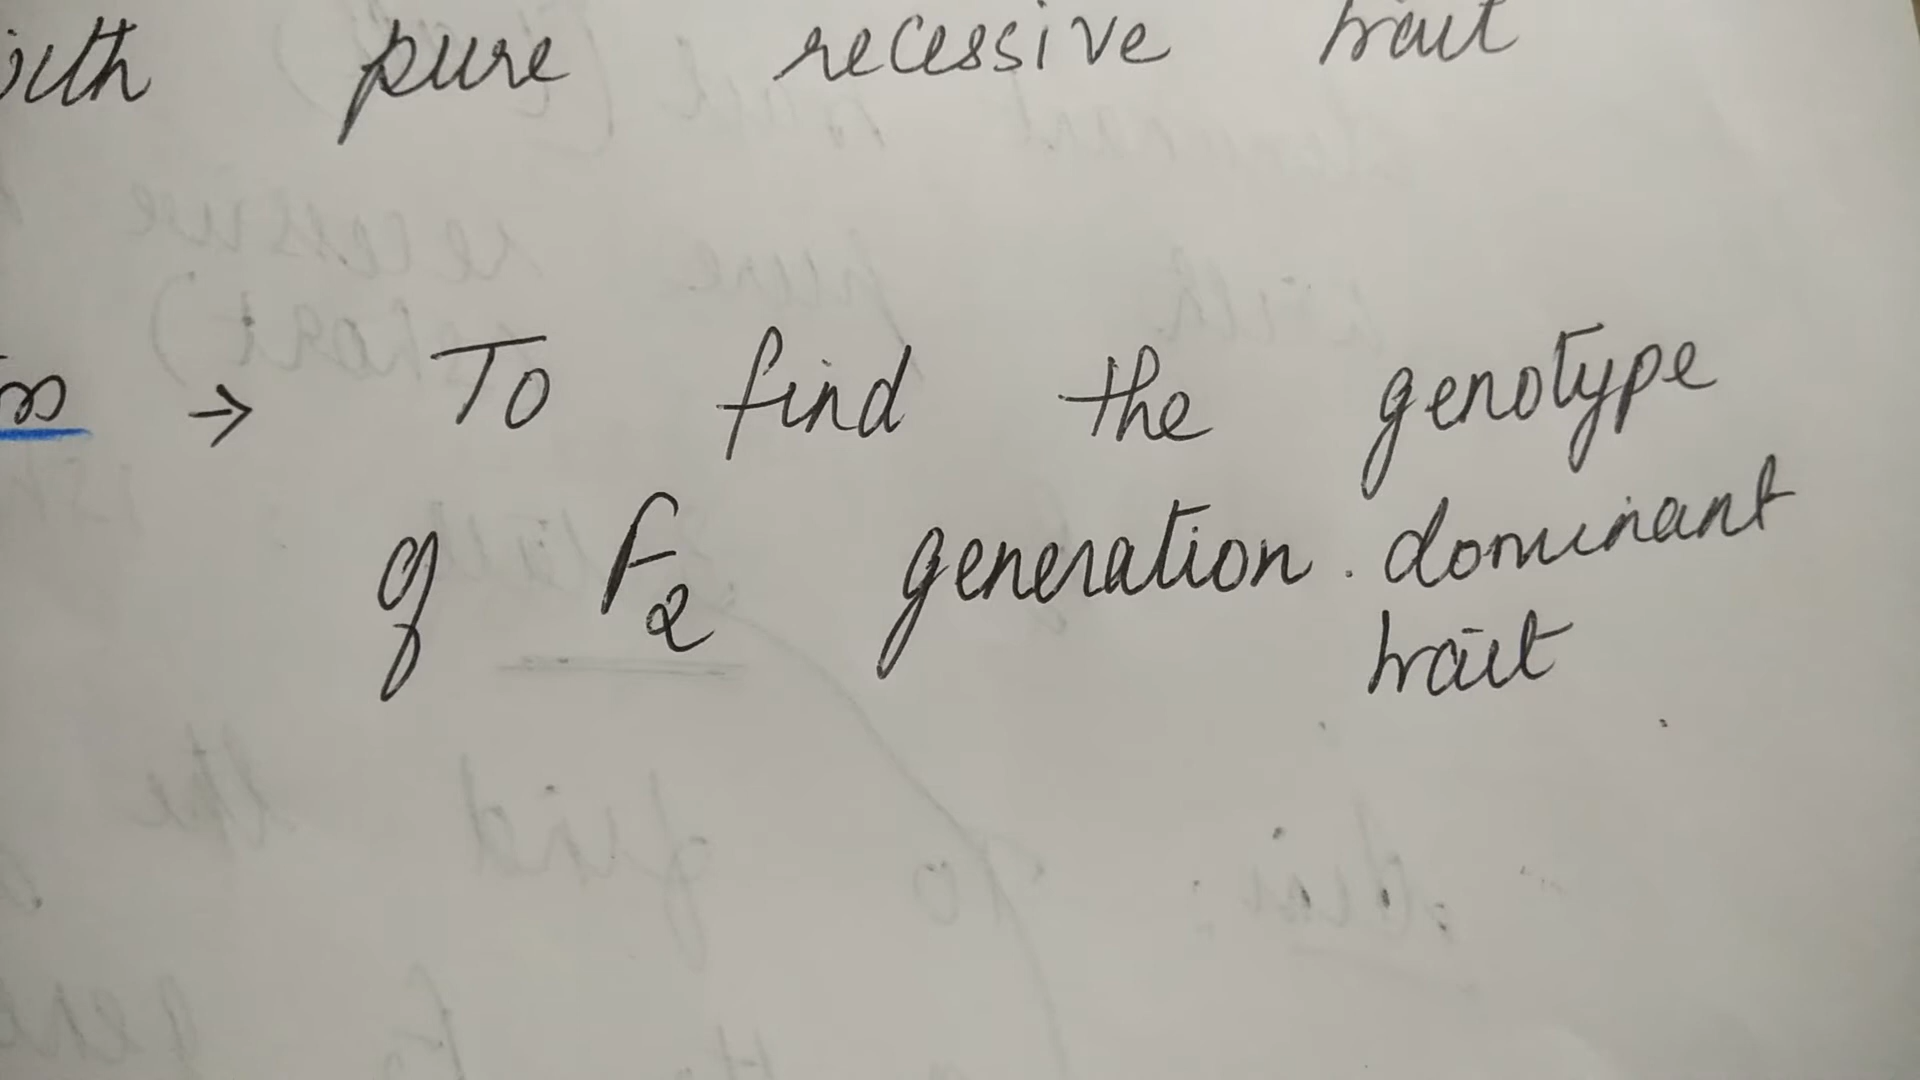 with pure recessive trait
→ To find the genotype
of F₂ generation. dominant
trait